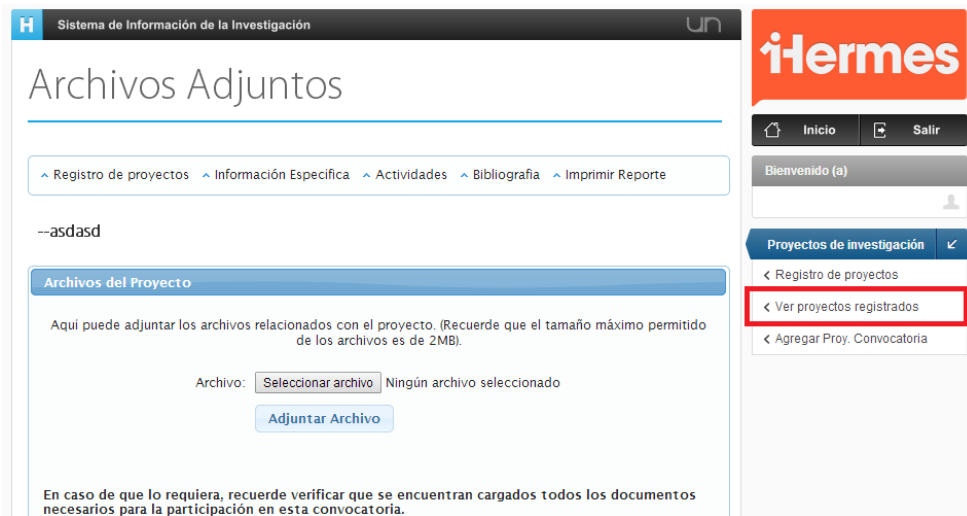 H Sistema de Información de la Investigación un
Archivos Adjuntos
Registro de proyectos Información Especifica Actividades Bibliografia Imprimir Reporte
--asdasd
Archivos del Proyecto
Aquí puede adjuntar los archivos relacionados con el proyecto. (Recuerde que el tamaño máximo permitido
de los archivos es de 2MB).
Archivo: Seleccionar archivo Ningún archivo seleccionado
Adjuntar Archivo
En caso de que lo requiera, recuerde verificar que se encuentran cargados todos los documentos
necesarios para la participación en esta convocatoria.
Hermes
Inicio Salir
Bienvenido (a)
Proyectos de investigación
Registro de proyectos
Ver proyectos registrados
Agregar Proy. Convocatoria